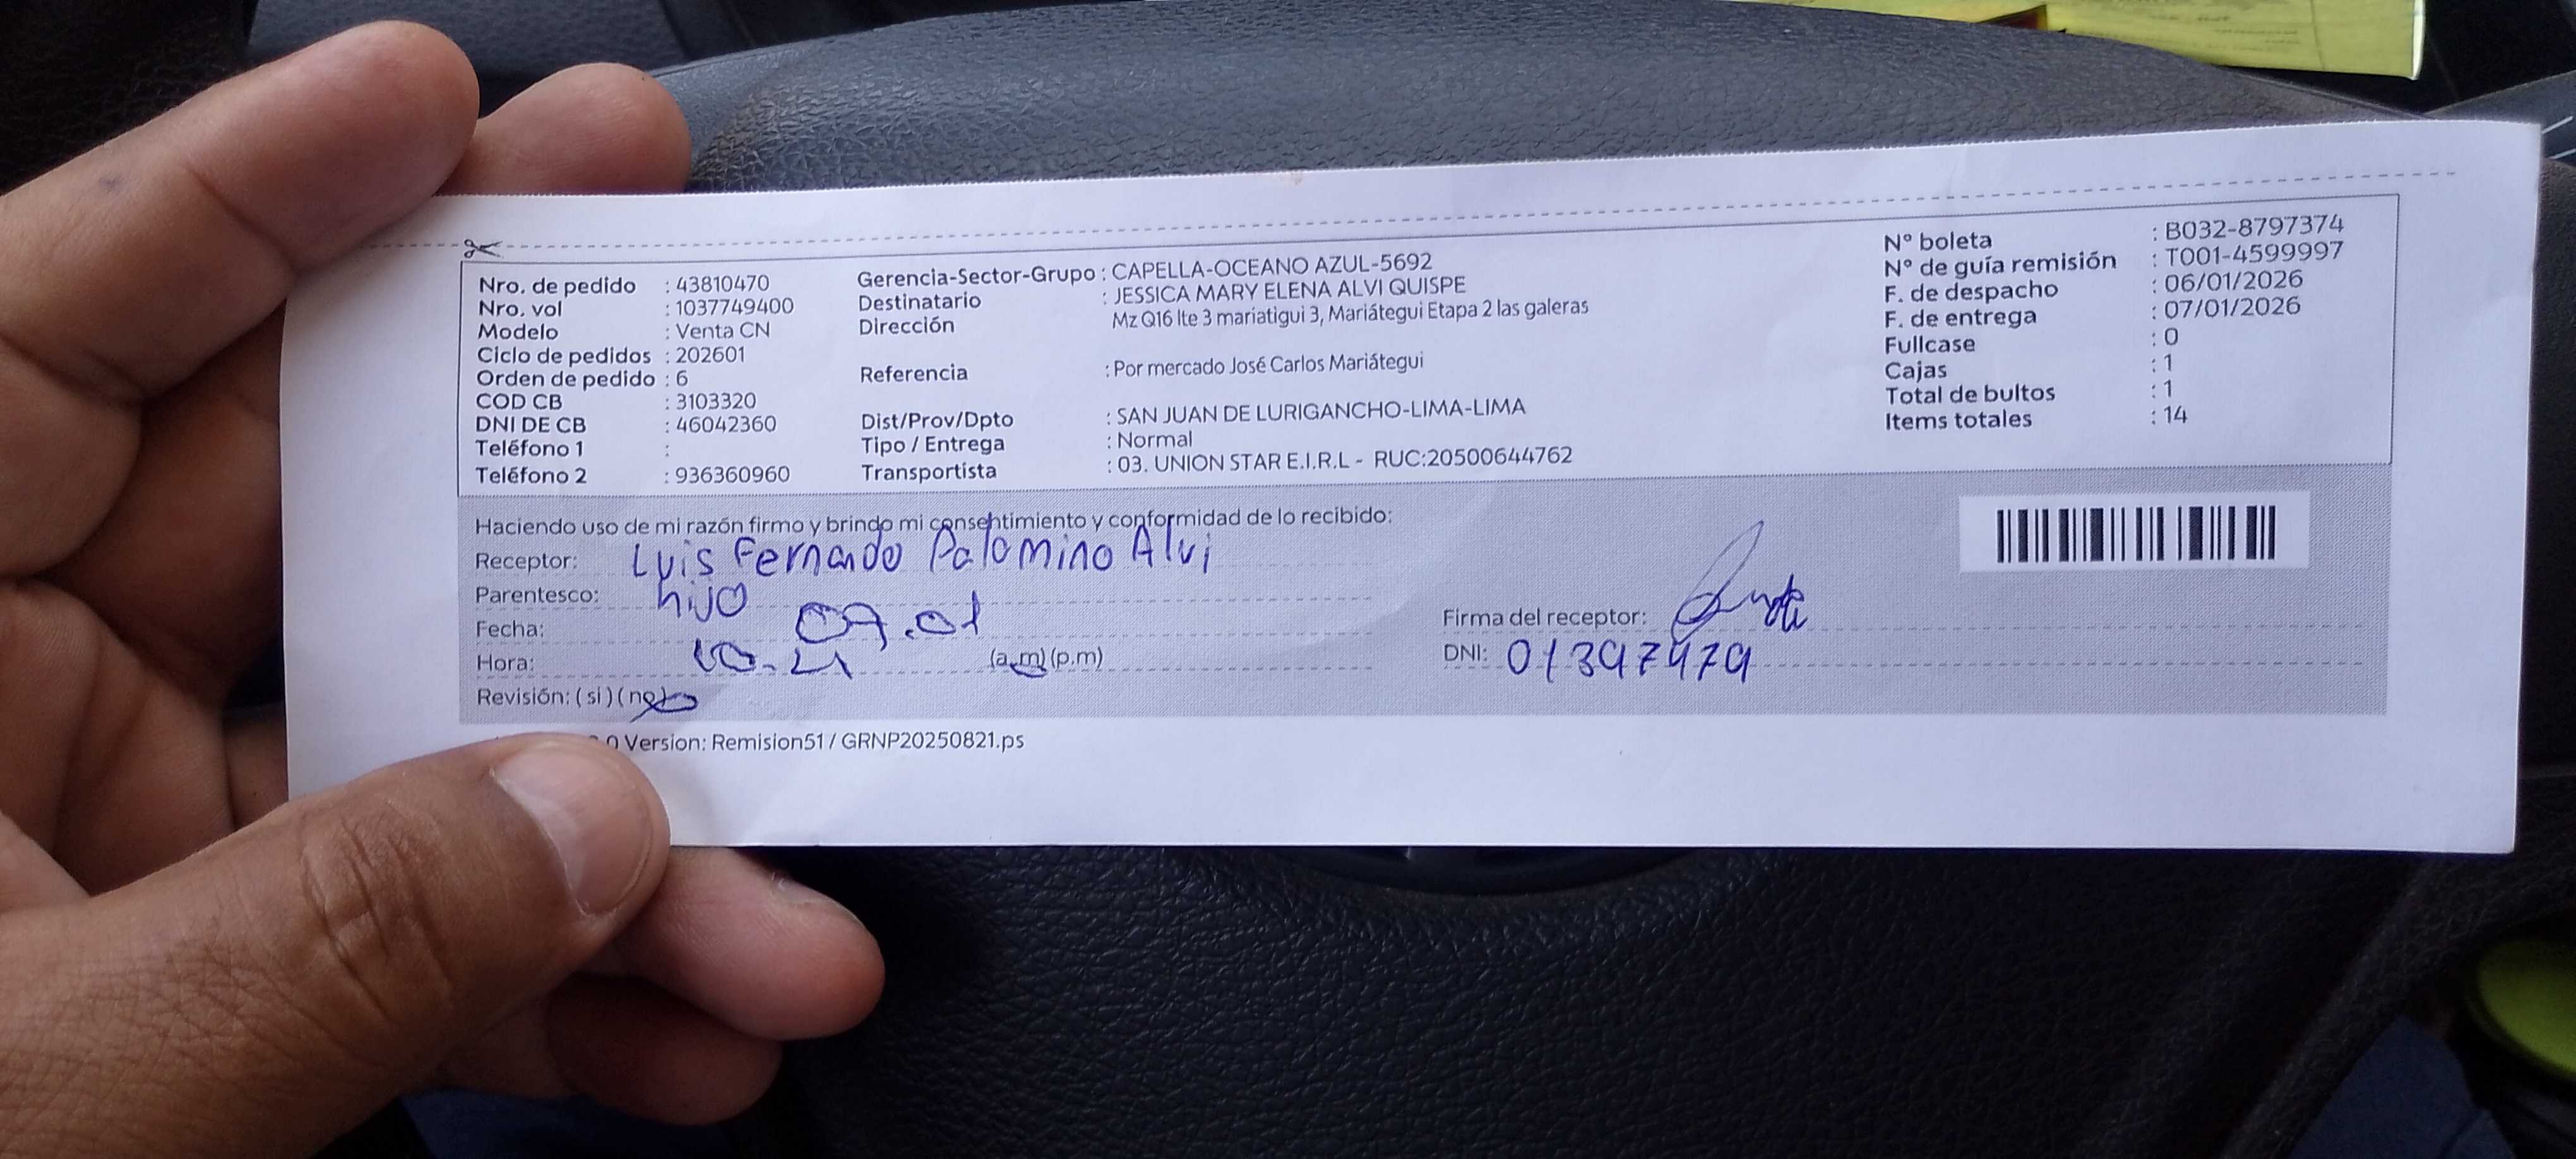 Nro. de pedido : 43810470
Nro. vol : 1037749400
Modelo : Venta CN
Ciclo de pedidos : 202601
Orden de pedido : 6
COD CB : 3103320
DNI DE CB : 46042360
Teléfono 1 :
Teléfono 2 : 936360960
Gerencia-Sector-Grupo : CAPELLA-OCEANO AZUL-5692
Destinatario : JESSICA MARY ELENA ALVI QUISPE
Dirección Mz Q16 lte 3 mariatigui 3, Mariátegui Etapa 2 las galeras
Referencia : Por mercado José Carlos Mariátegui
Dist/Prov/Dpto : SAN JUAN DE LURIGANCHO-LIMA-LIMA
Tipo / Entrega : Normal
Transportista : 03. UNION STAR E.I.R.L - RUC:20500644762
N° boleta : B032-8797374
N° de guía remisión : T001-4599997
F. de despacho : 06/01/2026
F. de entrega : 07/01/2026
Fullcase : 0
Cajas : 1
Total de bultos : 1
Items totales : 14
Haciendo uso de mi razón firmo y brindo mi consentimiento y conformidad de lo recibido:
Receptor: Luis Fernando Palomino Alvi
Parentesco: hijo
Fecha: 07.01
Hora: 10.21 (a.m) (p.m)
Revisión: (si) (no)
Firma del receptor:
DNI: 01397979
0 Version: Remision51 / GRNP20250821.ps